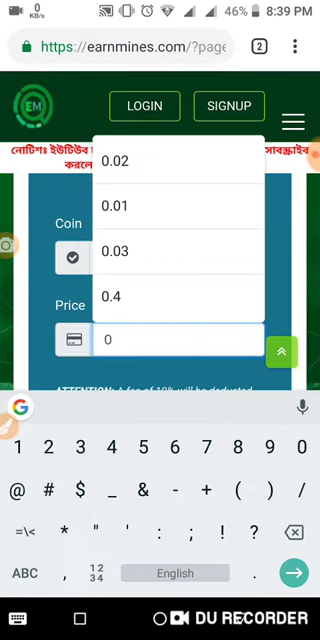 0
KB/s
46% 8:39 PM
https://earnmines.com/?page
2
EM
LOGIN
SIGNUP
নোটিশঃ ইউটিউব
সাবস্ক্রাইব
করলে
Coin
0.02
0.01
0.03
0.4
Price
0
ATTENTION: A fee of 10% will be deducted
G
1 2 3 4 5 6 7 8 9 0
@ # $ _ & - + ( ) /
=\< * " ' : ; ! ?
ABC , 12 34 English .
DU RECORDER